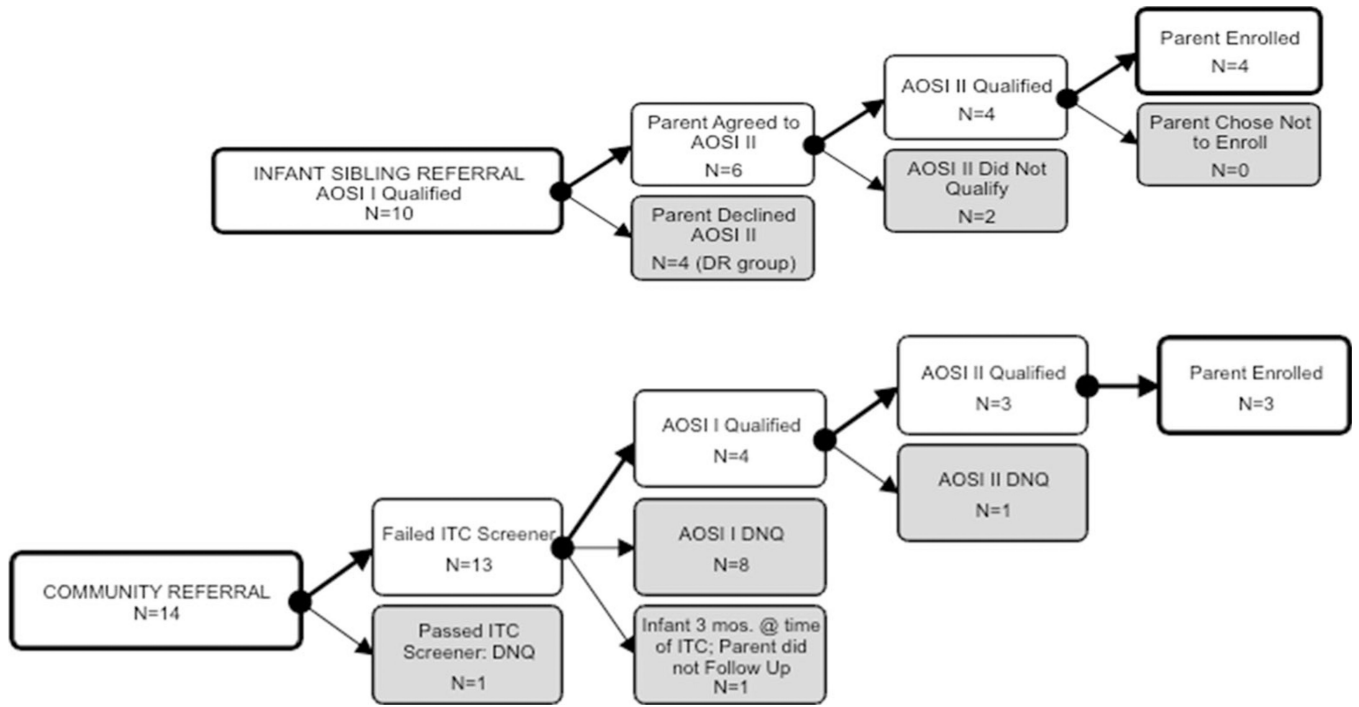 INFANT SIBLING REFERRAL
AOSI I Qualified
N=10
Parent Agreed to
AOSI II
N=6
Parent Declined
AOSI II
N=4 (DR group)
AOSI II Qualified
N=4
AOSI II Did Not
Qualify
N=2
Parent Enrolled
N=4
Parent Chose Not
to Enroll
N=0
COMMUNITY REFERRAL
N=14
Failed ITC Screener
N=13
Passed ITC
Screener: DNQ
N=1
AOSI I Qualified
N=4
AOSI I DNQ
N=8
Infant 3 mos. @ time
of ITC; Parent did
not Follow Up
N=1
AOSI II Qualified
N=3
AOSI II DNQ
N=1
Parent Enrolled
N=3